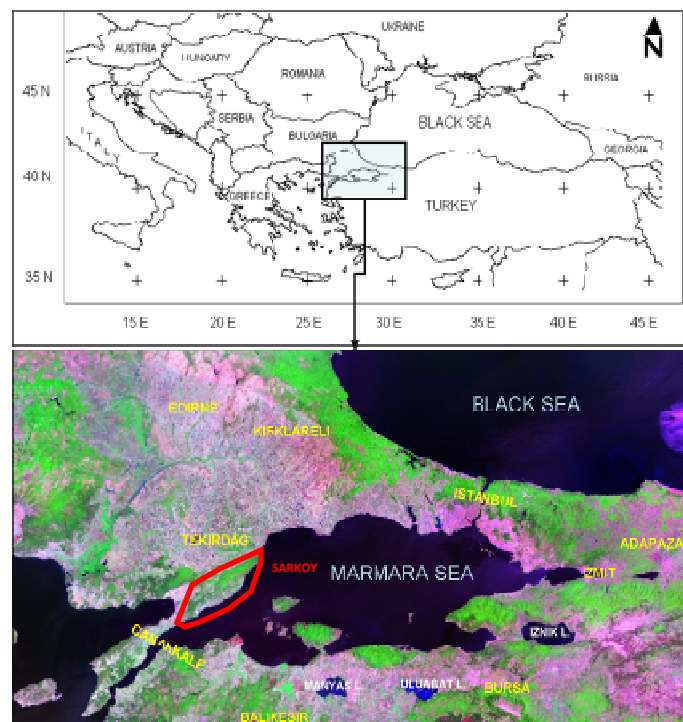 UKRAINE
AUSTRIA
HUNGARY
N
ROMANIA
RUSSIA
45 N
SERBIA
BLACK SEA
ITALY
BULGARIA
GEORGIA
40 N
GREECE
TURKEY
35 N
15 E 20 E 25 E 30 E 35 E 40 E 45 E
BLACK SEA
EDIRNE
KIRKLARELI
ISTANBUL
TEKIRDAG
ADAPAZA
SARKOY
MARMARA SEA
IZMIT
CANAKKALE
IZNIK L.
MANYAS L.
ULUABAT L.
BURSA
BALIKESIR